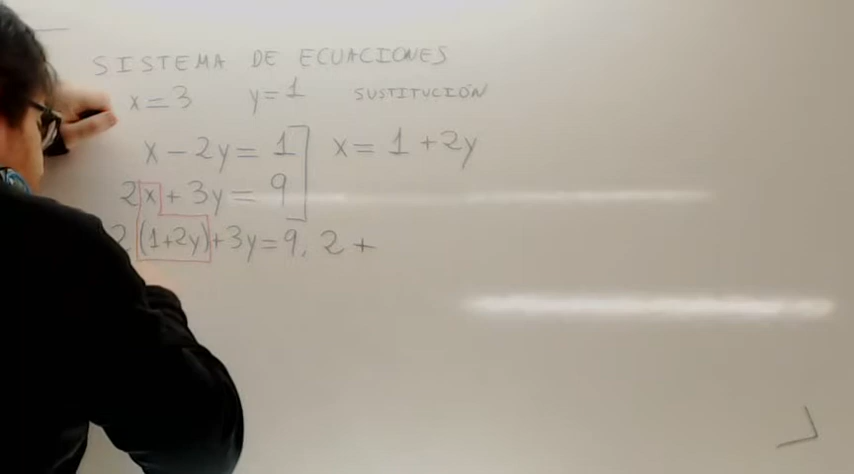 SISTEMA DE ECUACIONES
x = 3 y = 1 SUSTITUCIÓN
x - 2y = 1 x = 1 + 2y
2x + 3y = 9
2(1+2y)+3y=9, 2 +